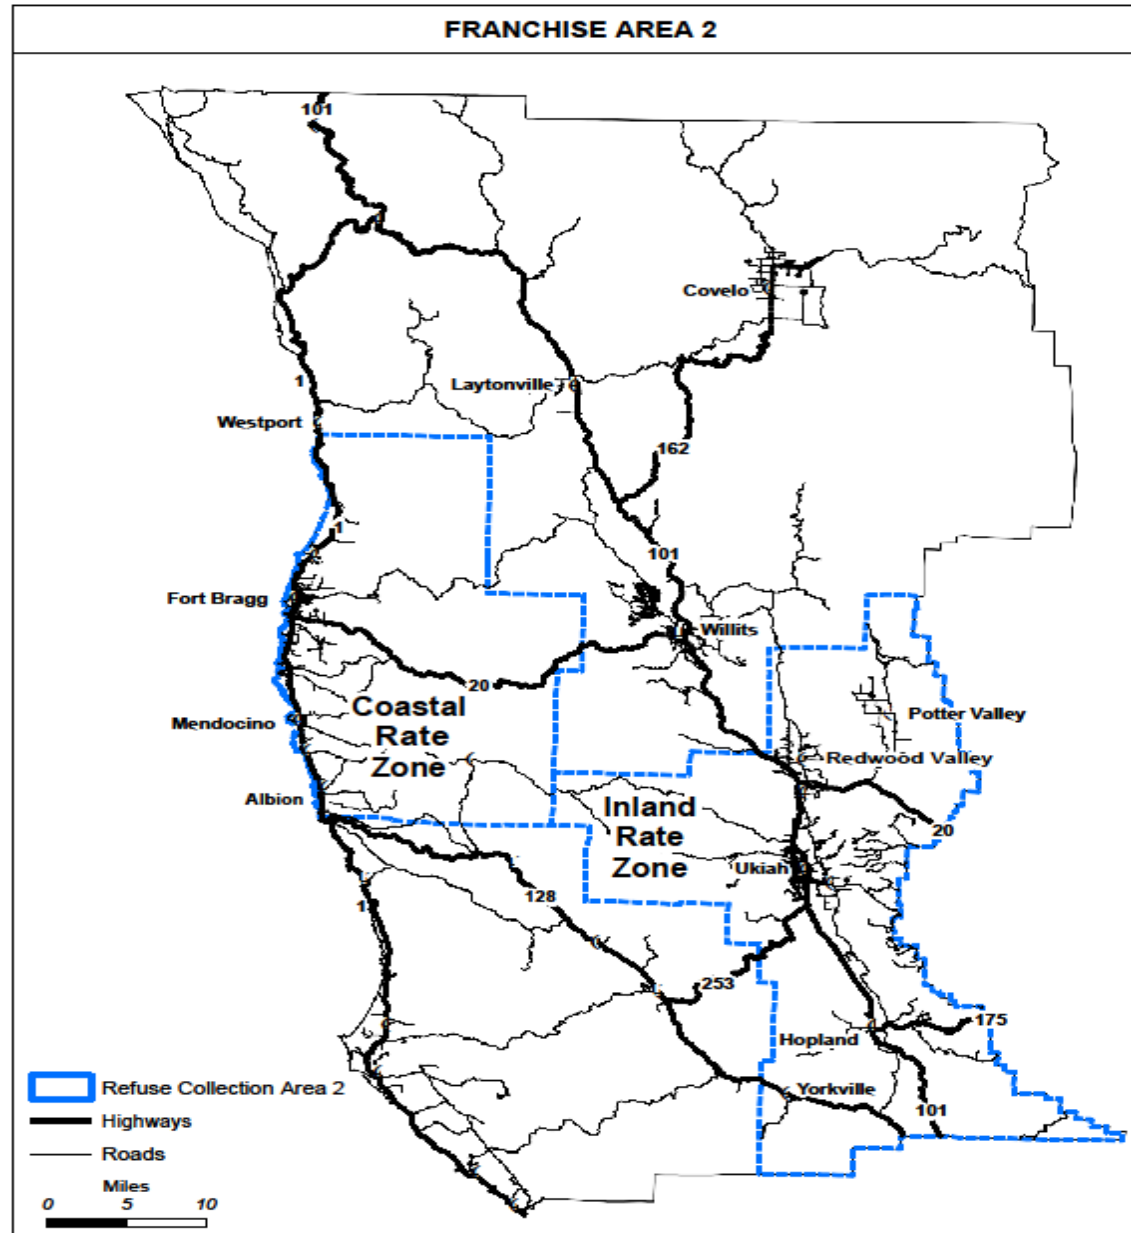 FRANCHISE AREA 2
101
Covelo
1
Laytonville
Westport
162
1
101
Fort Bragg
Willits
20
Coastal
Rate
Zone
Mendocino
Potter Valley
Redwood Valley
Albion
Inland
Rate
Zone
20
Ukiah
128
1
253
175
Hopland
Yorkville
101
Refuse Collection Area 2
Highways
Roads
Miles
0 5 10